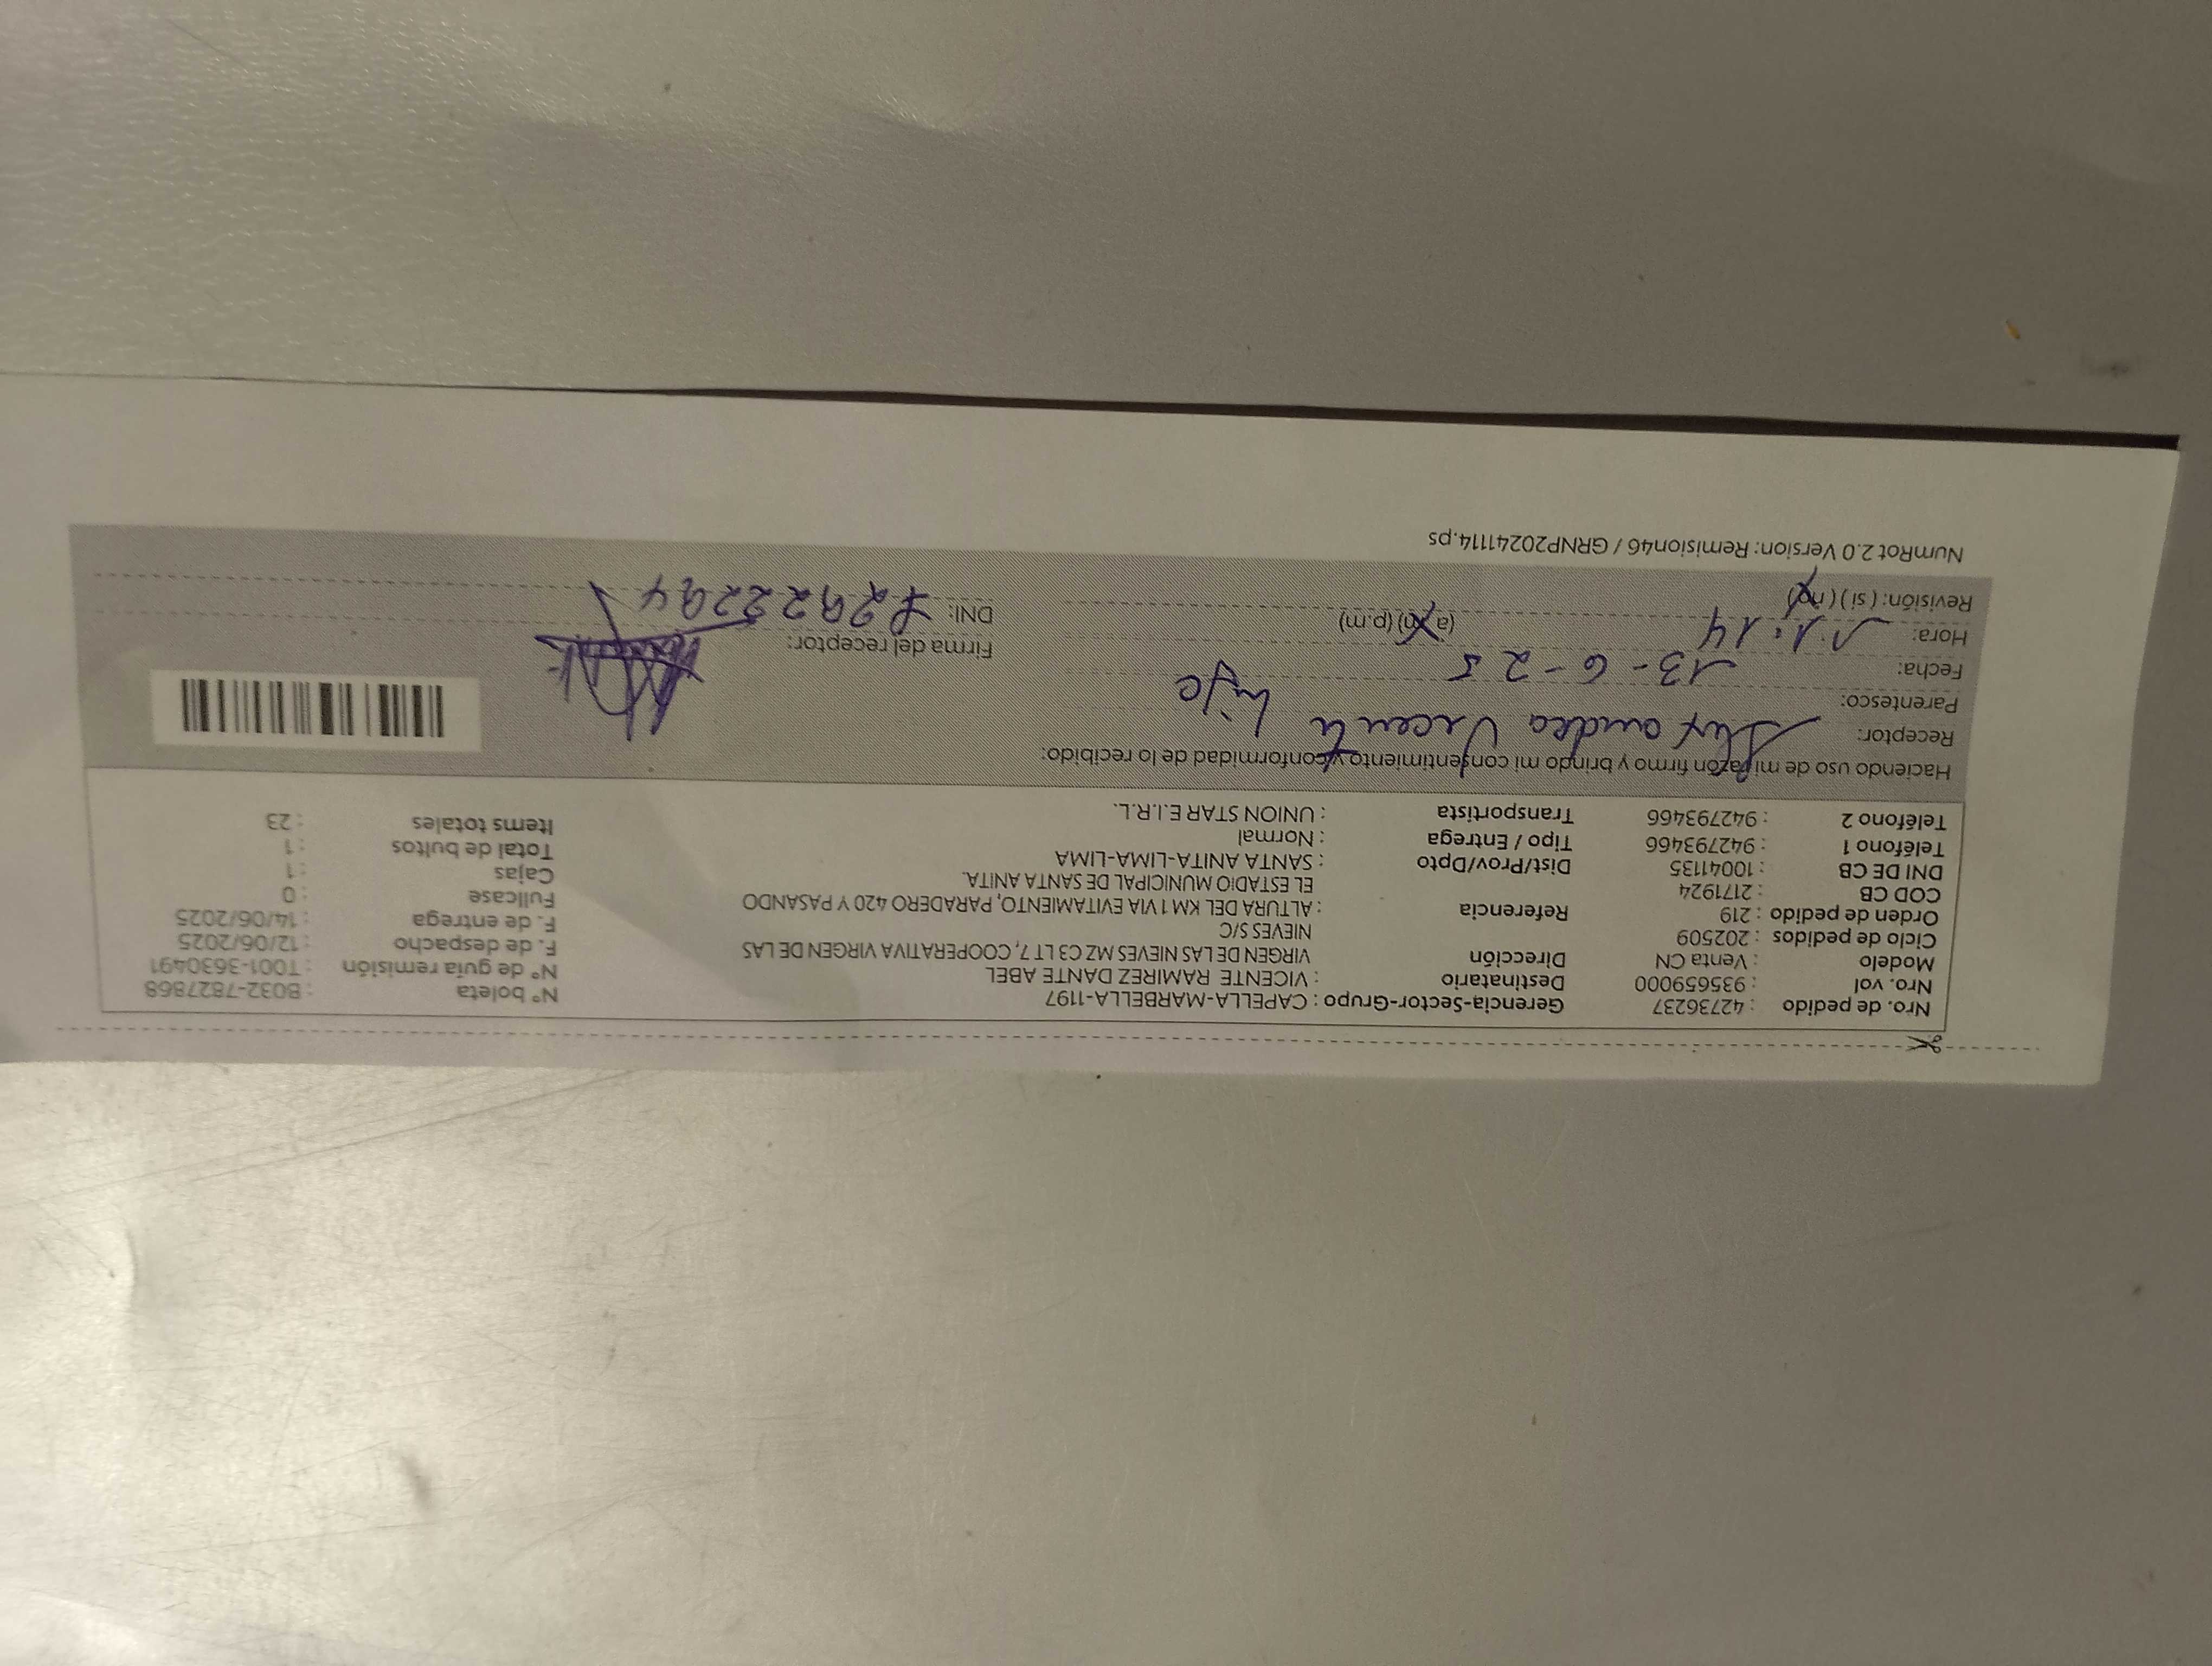 Nro. de pedido : 42736237 Gerencia-Sector-Grupo : CAPELLA-MARBELLA-1197 N° boleta : B032-7827868
Nro. vol : 935659000 Destinatario : VICENTE RAMIREZ DANTE ABEL N° de guía remisión : T001-3630491
Modelo : Venta CN Dirección VIRGEN DE LAS NIEVES MZ C3 LT 7, COOPERATIVA VIRGEN DE LAS F. de despacho : 12/06/2025
Ciclo de pedidos : 202509 NIEVES S/C F. de entrega : 14/06/2025
Orden de pedido : 219 Referencia : ALTURA DEL KM 1 VIA EVITAMIENTO, PARADERO 420 Y PASANDO Fullcase : 0
COD CB : 2171924 EL ESTADIO MUNICIPAL DE SANTA ANITA. Cajas : 1
DNI DE CB : 10041135 Dist/Prov/Dpto : SANTA ANITA-LIMA-LIMA Total de bultos : 1
Teléfono 1 : 942793466 Tipo / Entrega : Normal Items totales : 23
Teléfono 2 : 942793466 Transportista : UNION STAR E.I.R.L.
Haciendo uso de mi razón firmo y brindo mi consentimiento y conformidad de lo recibido:
Receptor: Vicente
Parentesco: hijo
Fecha: 13-6-25 Firma del receptor:
Hora: 11:14 (a.m) (p.m) DNI:
Revisión: (si) (no)
NumRot 2.0 Version: Remision46 / GRNP20241114.ps